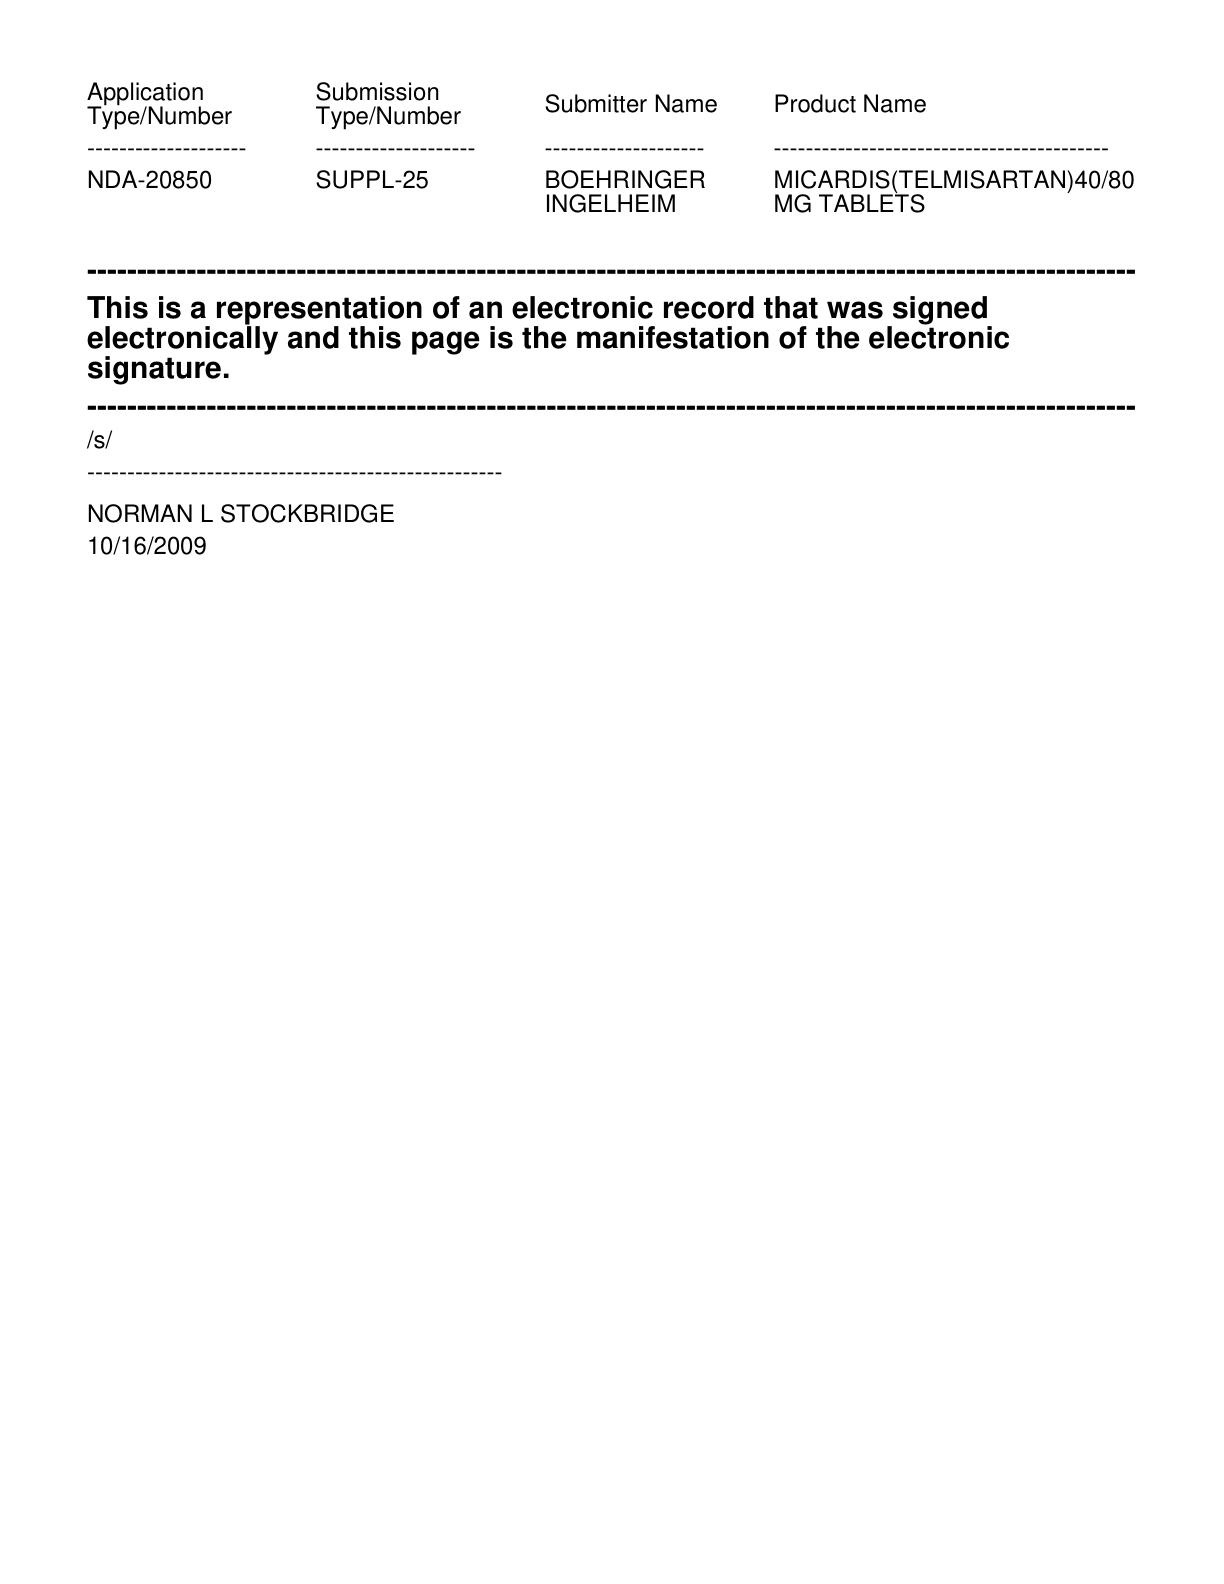 Application
Type/Number
Submission
Type/Number
Submitter Name
Product Name
--------------------
--------------------
--------------------
------------------------------------------
NDA-20850
SUPPL-25
BOEHRINGER
INGELHEIM
MICARDIS(TELMISARTAN)40/80
MG TABLETS
---------------------------------------------------------------------------------------------------------
This is a representation of an electronic record that was signed
electronically and this page is the manifestation of the electronic
signature.
---------------------------------------------------------------------------------------------------------
/s/
----------------------------------------------------
NORMAN L STOCKBRIDGE
10/16/2009